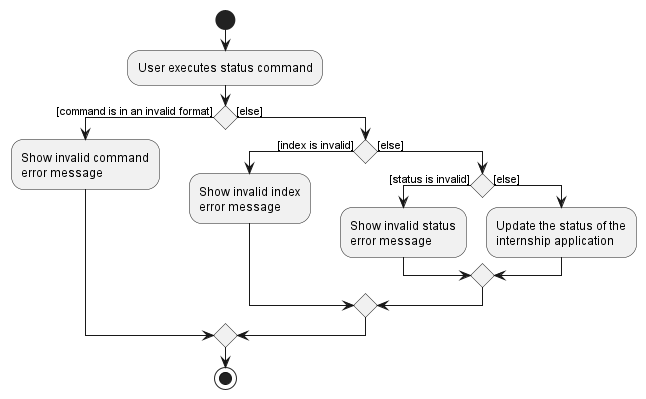 User executes status command
[command is in an invalid format]
[else]
Show invalid command
error message
[index is invalid]
[else]
Show invalid index
error message
[status is invalid]
[else]
Show invalid status
error message
Update the status of the
internship application